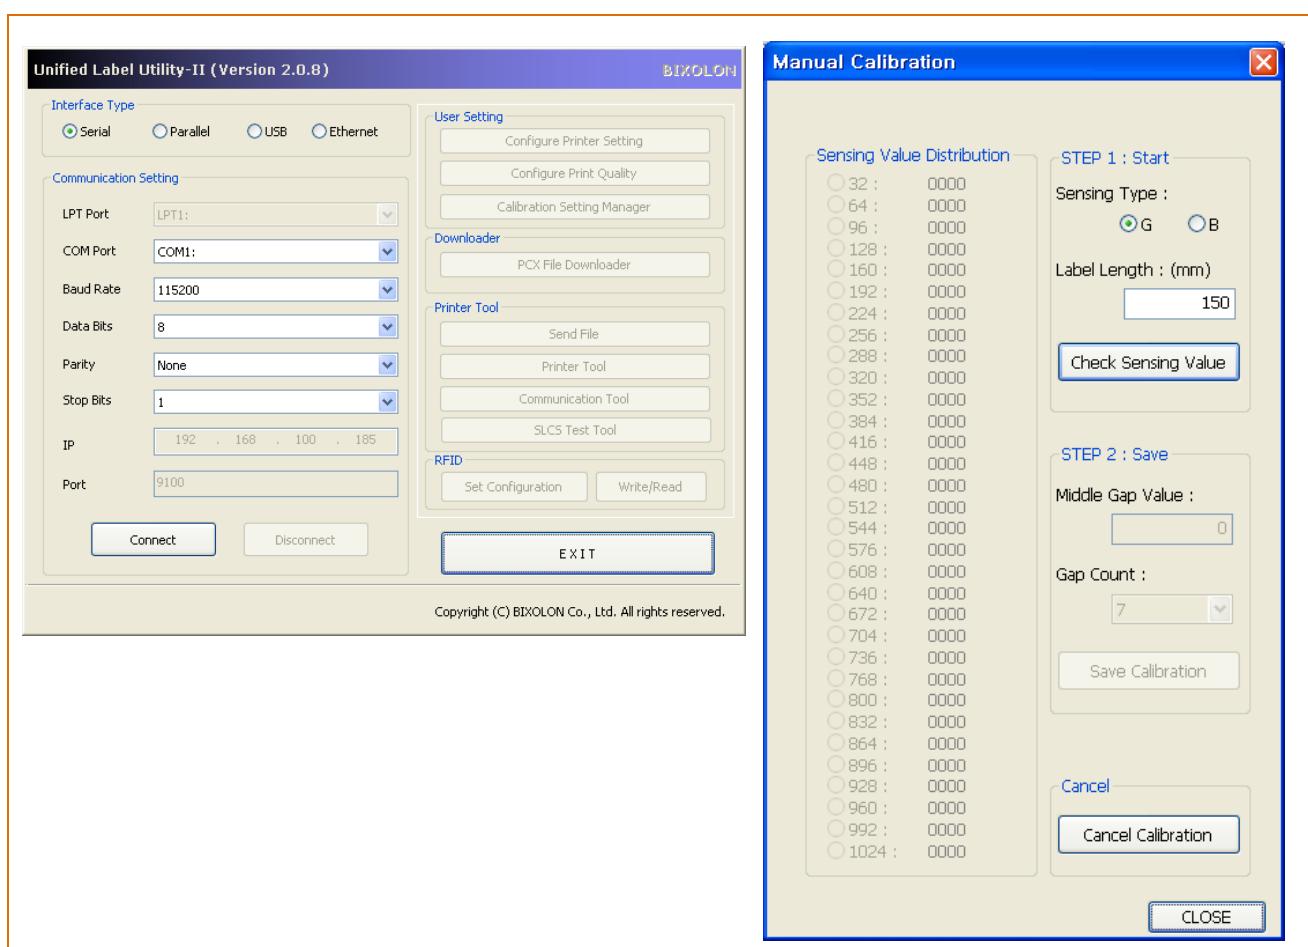 Unified Label Utility-II (Version 2.0.8)
BIXOLON
Interface Type
Serial Parallel USB Ethernet
Communication Setting
LPT Port LPT1:
COM Port COM1:
Baud Rate 115200
Data Bits 8
Parity None
Stop Bits 1
IP 192 . 168 . 100 . 185
Port 9100
Connect Disconnect
User Setting
Configure Printer Setting
Configure Print Quality
Calibration Setting Manager
Downloader
PCX File Downloader
Printer Tool
Send File
Printer Tool
Communication Tool
SLCS Test Tool
RFID
Set Configuration Write/Read
EXIT
Copyright (C) BIXOLON Co., Ltd. All rights reserved.
Manual Calibration
Sensing Value Distribution
32 : 0000
64 : 0000
96 : 0000
128 : 0000
160 : 0000
192 : 0000
224 : 0000
256 : 0000
288 : 0000
320 : 0000
352 : 0000
384 : 0000
416 : 0000
448 : 0000
480 : 0000
512 : 0000
544 : 0000
576 : 0000
608 : 0000
640 : 0000
672 : 0000
704 : 0000
736 : 0000
768 : 0000
800 : 0000
832 : 0000
864 : 0000
896 : 0000
928 : 0000
960 : 0000
992 : 0000
1024 : 0000
STEP 1 : Start
Sensing Type :
G B
Label Length : (mm)
150
Check Sensing Value
STEP 2 : Save
Middle Gap Value :
0
Gap Count :
7
Save Calibration
Cancel
Cancel Calibration
CLOSE